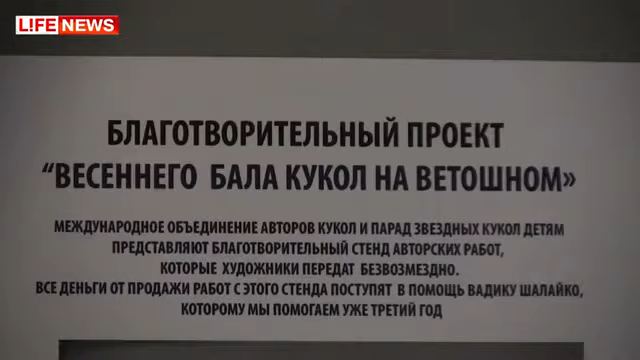 LIFE NEWS
БЛАГОТВОРИТЕЛЬНЫЙ ПРОЕКТ
“ВЕСЕННЕГО БАЛА КУКОЛ НА ВЕТОШНОМ»
МЕЖДУНАРОДНОЕ ОБЪЕДИНЕНИЕ АВТОРОВ КУКОЛ И ПАРАД ЗВЕЗДНЫХ КУКОЛ ДЕТЯМ
ПРЕДСТАВЛЯЮТ БЛАГОТВОРИТЕЛЬНЫЙ СТЕНД АВТОРСКИХ РАБОТ,
КОТОРЫЕ ХУДОЖНИКИ ПЕРЕДАТ БЕЗВОЗМЕЗДНО.
ВСЕ ДЕНЬГИ ОТ ПРОДАЖИ РАБОТ С ЭТОГО СТЕНДА ПОСТУПЯТ В ПОМОЩЬ ВАДИКУ ШАЛАЙКО,
КОТОРОМУ МЫ ПОМОГАЕМ УЖЕ ТРЕТИЙ ГОД